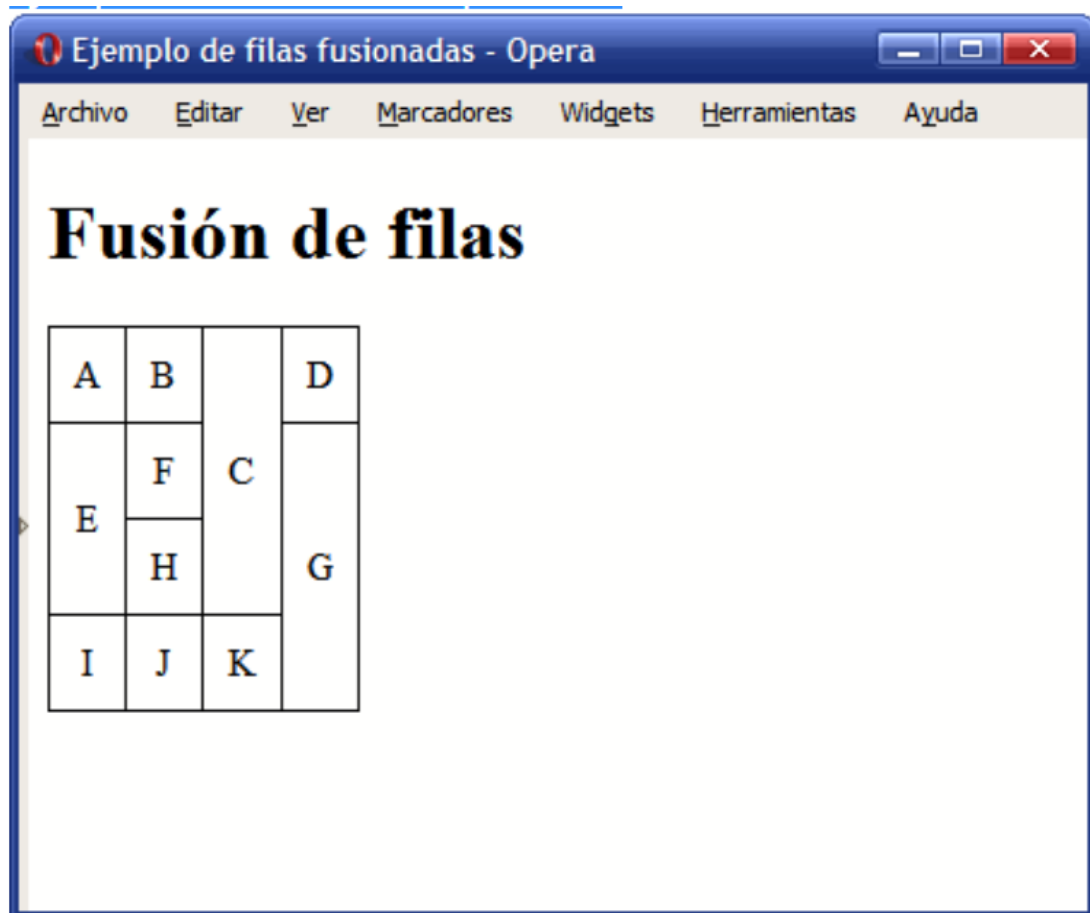 Ejemplo de filas fusionadas - Opera
Archivo Editar Ver Marcadores Widgets Herramientas Ayuda
Fusión de filas
A B D
F C
E
H G
I J K